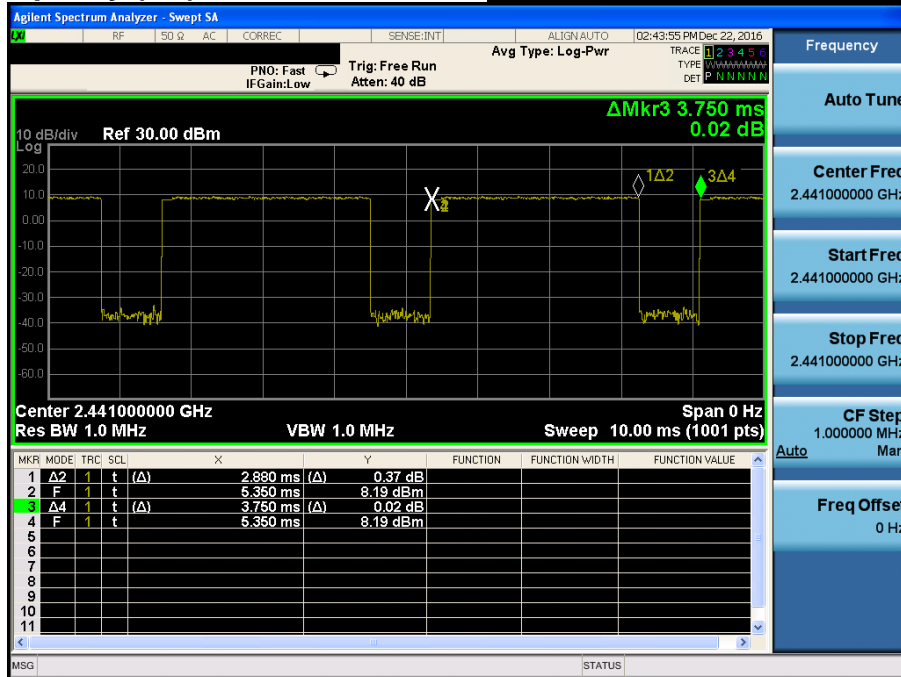 Agilent Spectrum Analyzer - Swept SA
LXI RF 50 Ω AC CORREC SENSE:INT ALIGN AUTO 02:43:55 PM Dec 22, 2016
Avg Type: Log-Pwr
TRACE 1 2 3 4 5 6
TYPE
DET P N N N N N
PNO: Fast
IFGain:Low
Trig: Free Run
Atten: 40 dB
ΔMkr3 3.750 ms
0.02 dB
10 dB/div Ref 30.00 dBm
Log
20.0
10.0
0.00
-10.0
-20.0
-30.0
-40.0
-50.0
-60.0
1Δ2
3Δ4
Center 2.441000000 GHz
Span 0 Hz
Res BW 1.0 MHz
VBW 1.0 MHz
Sweep 10.00 ms (1001 pts)
MKR MODE TRC SCL X Y FUNCTION FUNCTION WIDTH FUNCTION VALUE
1 Δ2 1 t (Δ) 2.880 ms (Δ) 0.37 dB
2 F 1 t 5.350 ms 8.19 dBm
3 Δ4 1 t (Δ) 3.750 ms (Δ) 0.02 dB
4 F 1 t 5.350 ms 8.19 dBm
5
6
7
8
9
10
11
MSG
STATUS
Frequency
Auto Tune
Center Freq
2.441000000 GHz
Start Freq
2.441000000 GHz
Stop Freq
2.441000000 GHz
CF Step
1.000000 MHz
Auto Man
Freq Offset
0 Hz